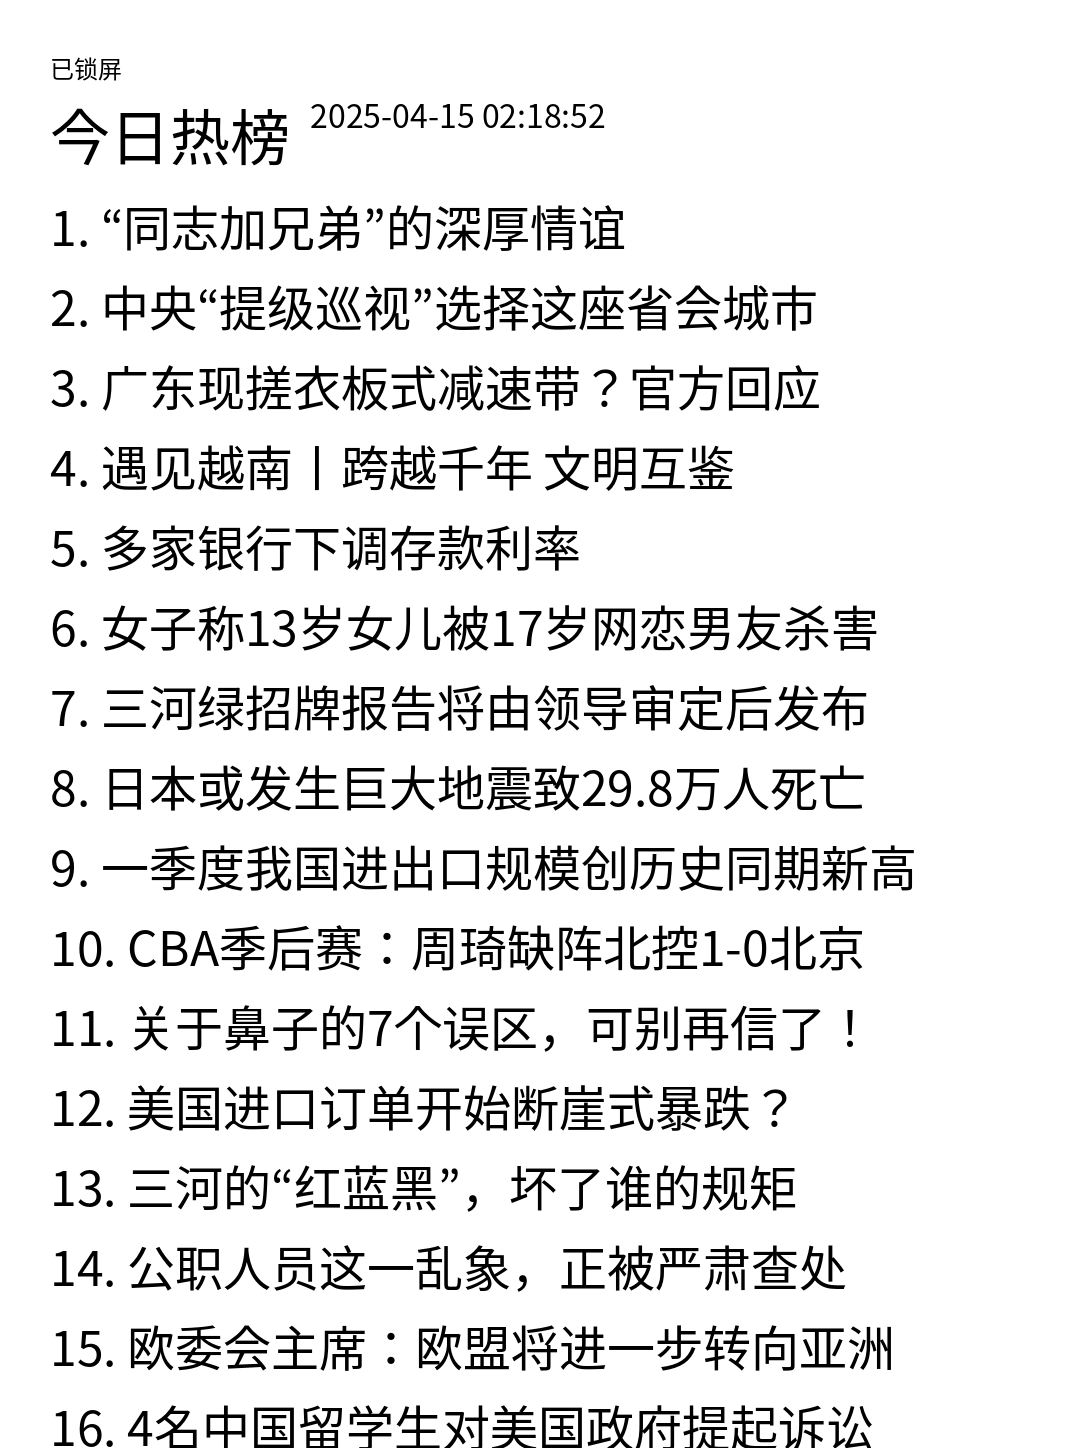 已锁屏
今日热榜 2025-04-15 02:18:52
1. “同志加兄弟”的深厚情谊
2. 中央“提级巡视”选择这座省会城市
3. 广东现搓衣板式减速带？官方回应
4. 遇见越南丨跨越千年 文明互鉴
5. 多家银行下调存款利率
6. 女子称13岁女儿被17岁网恋男友杀害
7. 三河绿招牌报告将由领导审定后发布
8. 日本或发生巨大地震致29.8万人死亡
9. 一季度我国进出口规模创历史同期新高
10. CBA季后赛：周琦缺阵北控1-0北京
11. 关于鼻子的7个误区，可别再信了！
12. 美国进口订单开始断崖式暴跌？
13. 三河的“红蓝黑”，坏了谁的规矩
14. 公职人员这一乱象，正被严肃查处
15. 欧委会主席：欧盟将进一步转向亚洲
16. 4名中国留学生对美国政府提起诉讼